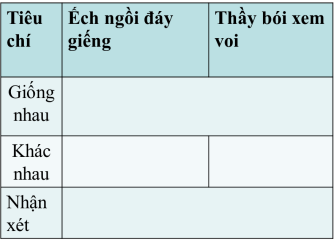 Tiêu chí
Ếch ngồi đáy giếng
Thầy bói xem voi
Giống nhau
Khác nhau
Nhận xét